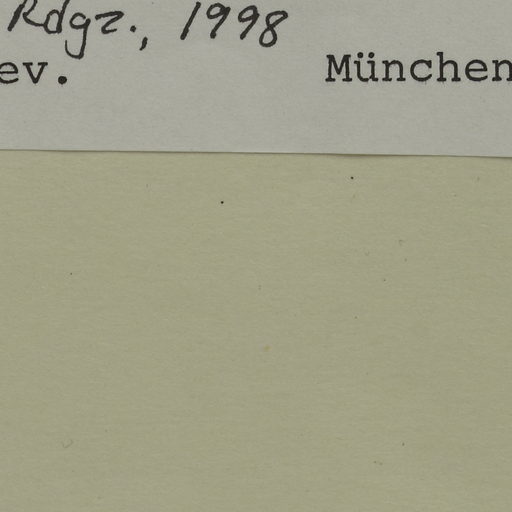 Rdgz., 1998
ev. München